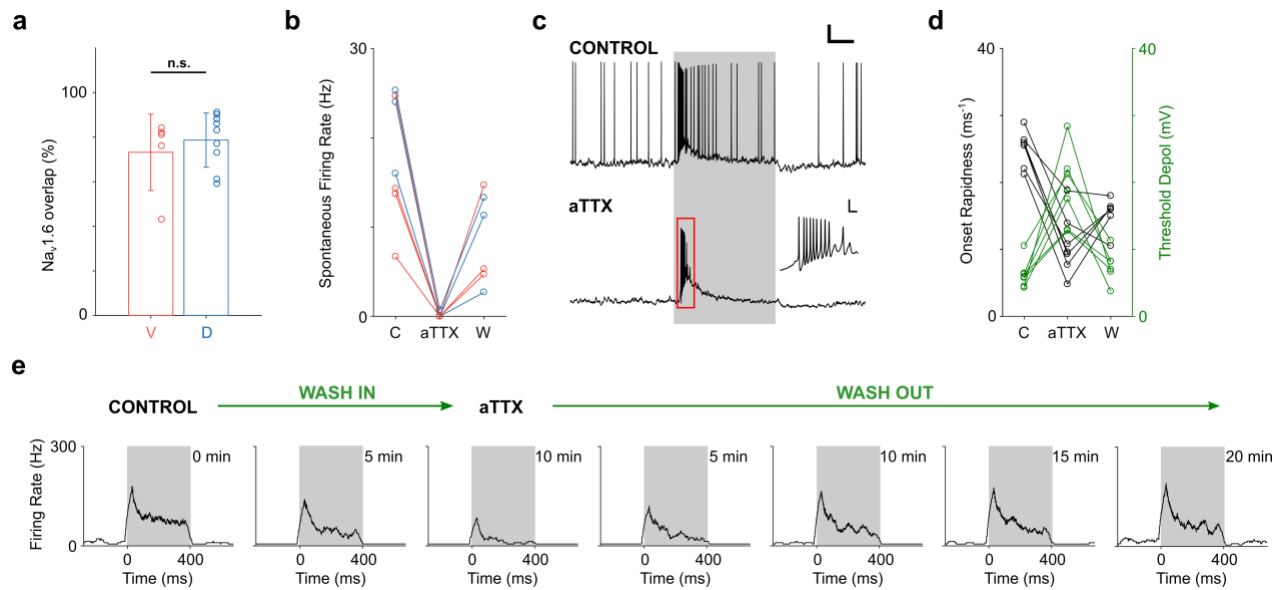 a
b
c
d
n.s.
100
0
Na_v1.6 overlap (%)
V
D
30
0
Spontaneous Firing Rate (Hz)
C
aTTX
W
CONTROL
aTTX
40
0
Onset Rapidness (ms⁻¹)
40
0
Threshold Depol (mV)
C
aTTX
W
e
CONTROL
WASH IN
aTTX
WASH OUT
300
0
Firing Rate (Hz)
0 min
5 min
10 min
5 min
10 min
15 min
20 min
0 400
0 400
0 400
0 400
0 400
0 400
0 400
Time (ms)
Time (ms)
Time (ms)
Time (ms)
Time (ms)
Time (ms)
Time (ms)